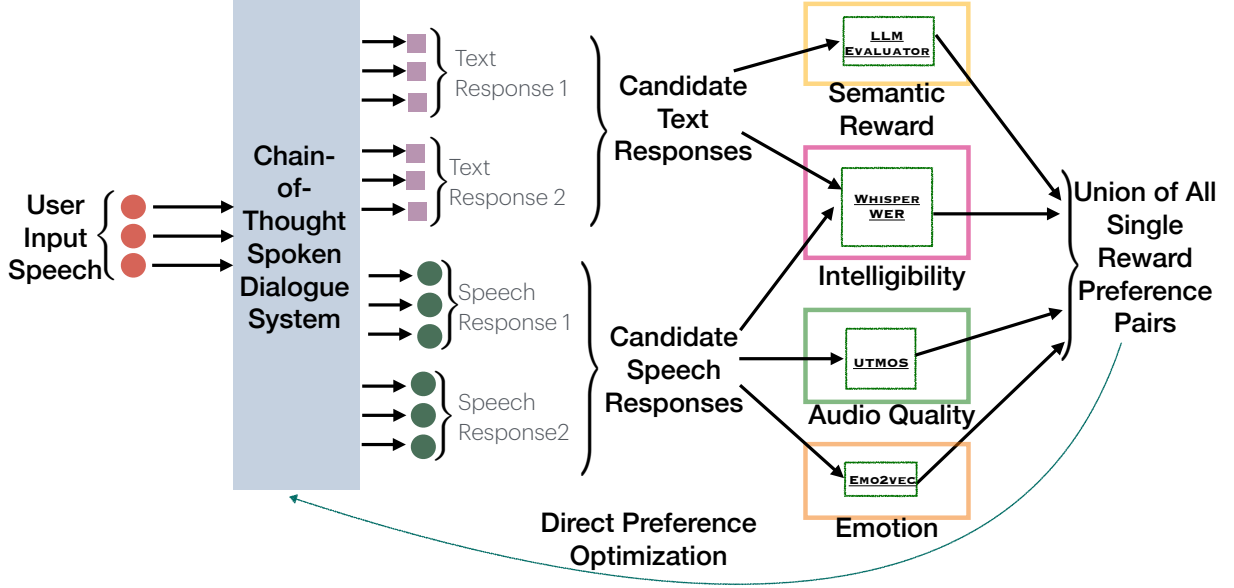 User
Input
Speech
Chain-
of-
Thought
Spoken
Dialogue
System
Text
Response 1
Text
Response 2
Speech
Response 1
Speech
Response2
Candidate
Text
Responses
Candidate
Speech
Responses
LLM
EVALUATOR
Semantic
Reward
WHISPER
WER
Intelligibility
UTMOS
Audio Quality
EMO2VEC
Emotion
Union of All
Single
Reward
Preference
Pairs
Direct Preference
Optimization